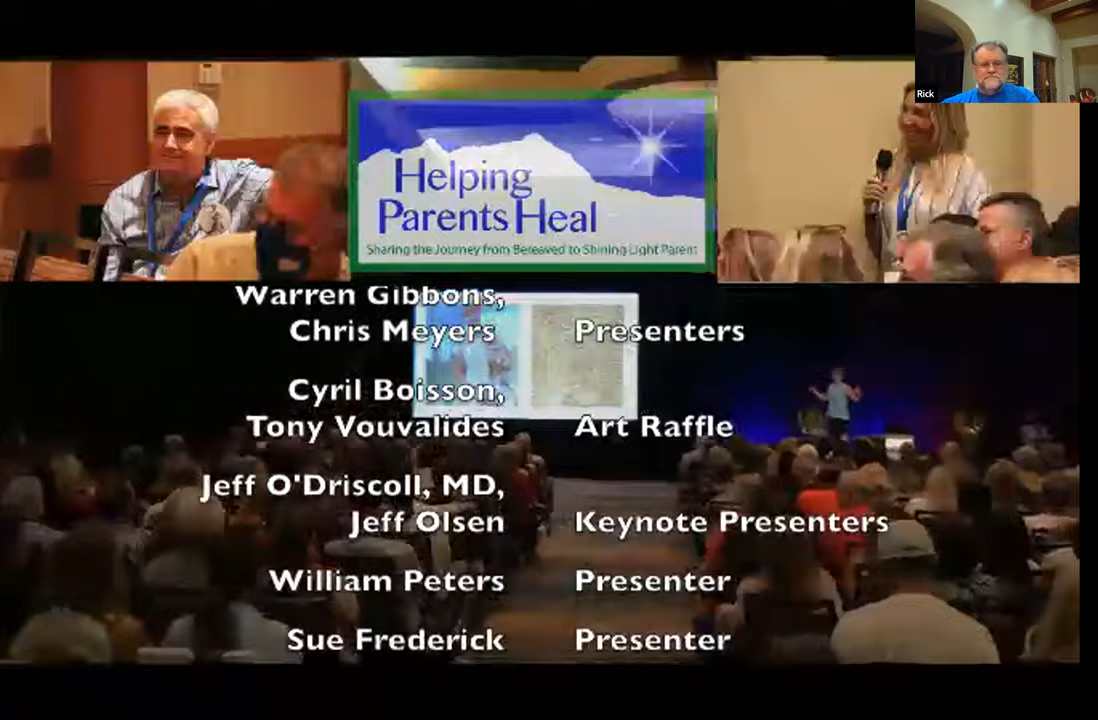 Rick
Helping
Parents Heal
Sharing the Journey from Bereaved to Shining Light Parent
Warren Gibbons,
Chris Meyers Presenters
Cyril Boisson,
Tony Vouvalides Art Raffle
Jeff O'Driscoll, MD,
Jeff Olsen Keynote Presenters
William Peters Presenter
Sue Frederick Presenter